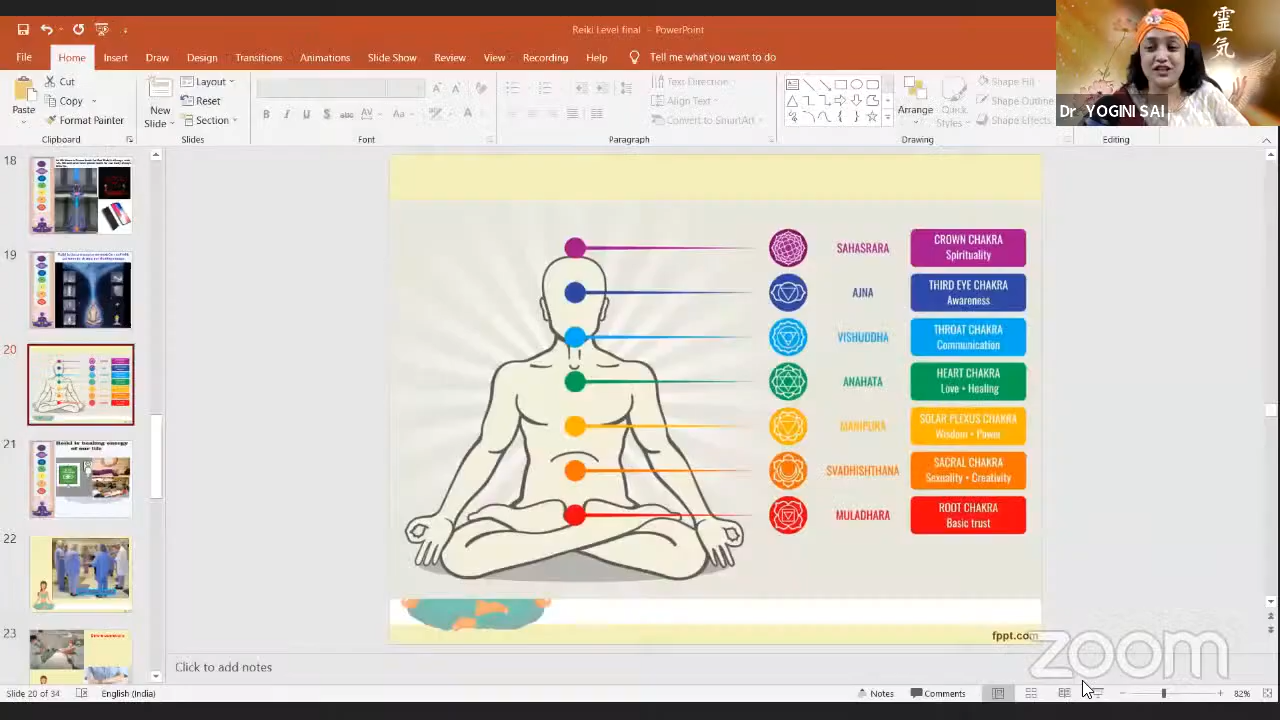 Reiki Level final - PowerPoint
File Home Insert Draw Design Transitions Animations Slide Show Review View Recording Help Tell me what you want to do
靈
気
Dr YOGINI SAI
Paste
Cut
Copy
Format Painter
Clipboard
New
Slide
Layout
Reset
Section
Slides
B I U S abc AV Aa A
Font
Text Direction
Align Text
Convert to SmartArt
Paragraph
Arrange
Quick
Styles
Shape Fill
Shape Outline
Shape Effects
Drawing
Editing
18
19
20
21
Reiki is healing energy
of our life
22
23
SAHASRARA
CROWN CHAKRA
Spirituality
AJNA
THIRD EYE CHAKRA
Awareness
VISHUDDHA
THROAT CHAKRA
Communication
ANAHATA
HEART CHAKRA
Love • Healing
MANIPURA
SOLAR PLEXUS CHAKRA
Wisdom • Power
SVADHISHTHANA
SACRAL CHAKRA
Sexuality • Creativity
MULADHARA
ROOT CHAKRA
Basic trust
fppt.com
zoom
Click to add notes
Slide 20 of 34 English (India) Notes Comments 82%